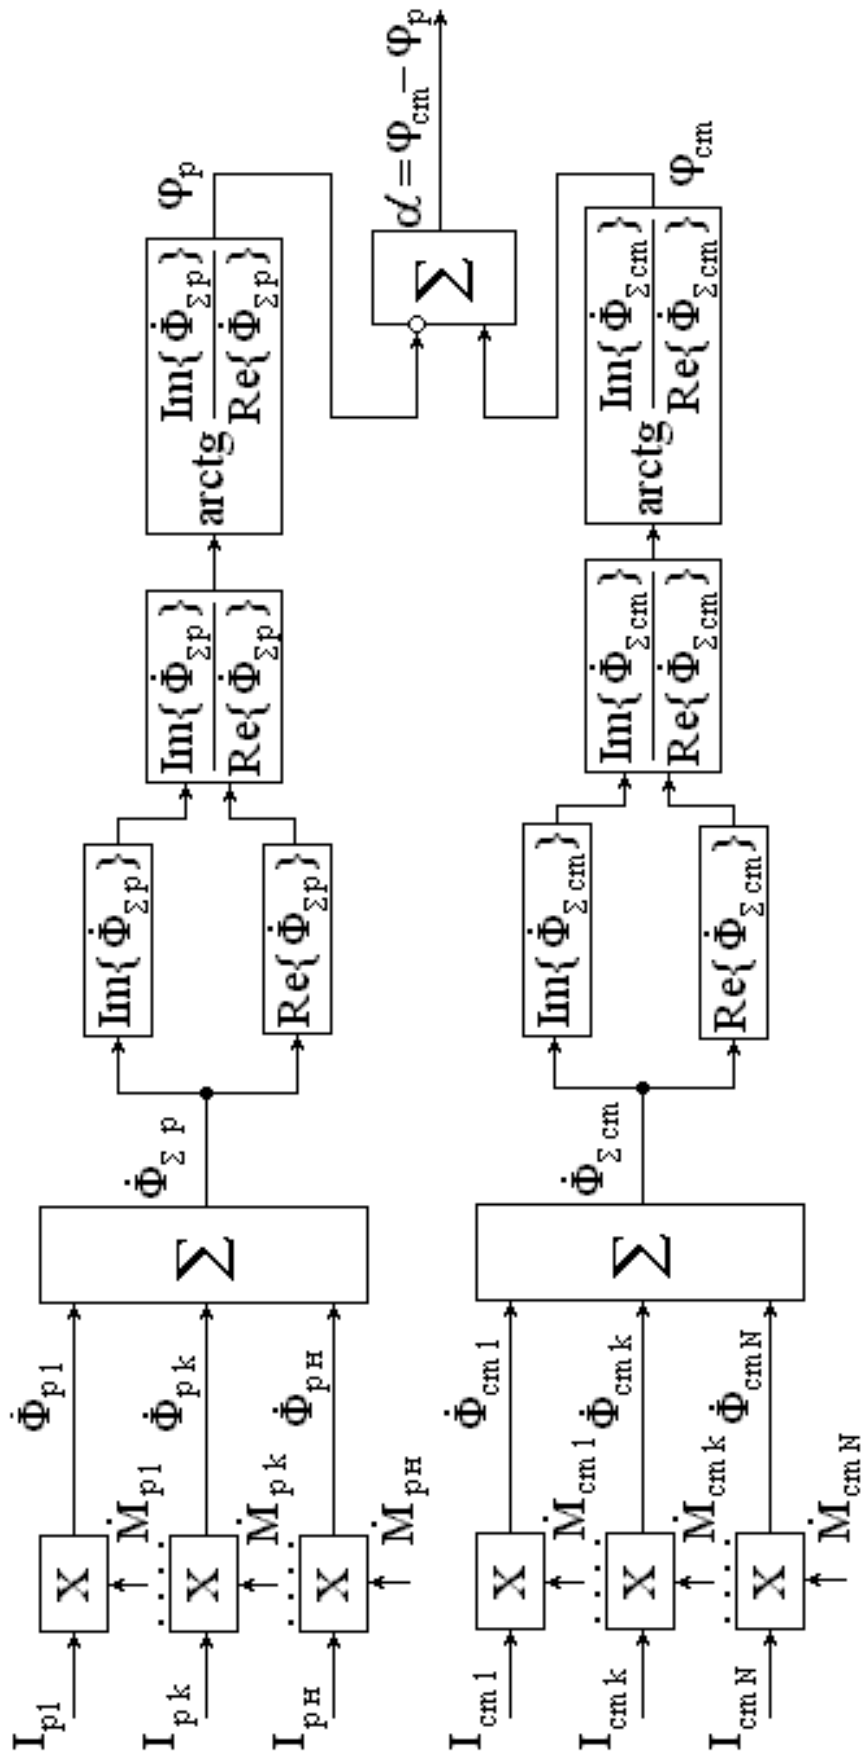 I_p1
X
Ṁ_p1
Φ̇_p1
. . . .
I_pk
X
Ṁ_pk
Φ̇_pk
. . . .
I_pн
X
Ṁ_pн
Φ̇_pн
Σ
Φ̇_Σp
Im{Φ̇_Σp}
Re{Φ̇_Σp}
Im{Φ̇_Σp}
Re{Φ̇_Σp}
arctg
Im{Φ̇_Σp}
Re{Φ̇_Σp}
φ_p
Σ
α=φ_cm−φ_p
I_cm1
X
Ṁ_cm1
Φ̇_cm1
. . . .
I_cmk
X
Ṁ_cmk
Φ̇_cmk
. . . .
I_cmN
X
Ṁ_cmN
Φ̇_cmN
Σ
Φ̇_Σcm
Im{Φ̇_Σcm}
Re{Φ̇_Σcm}
Im{Φ̇_Σcm}
Re{Φ̇_Σcm}
arctg
Im{Φ̇_Σcm}
Re{Φ̇_Σcm}
φ_cm